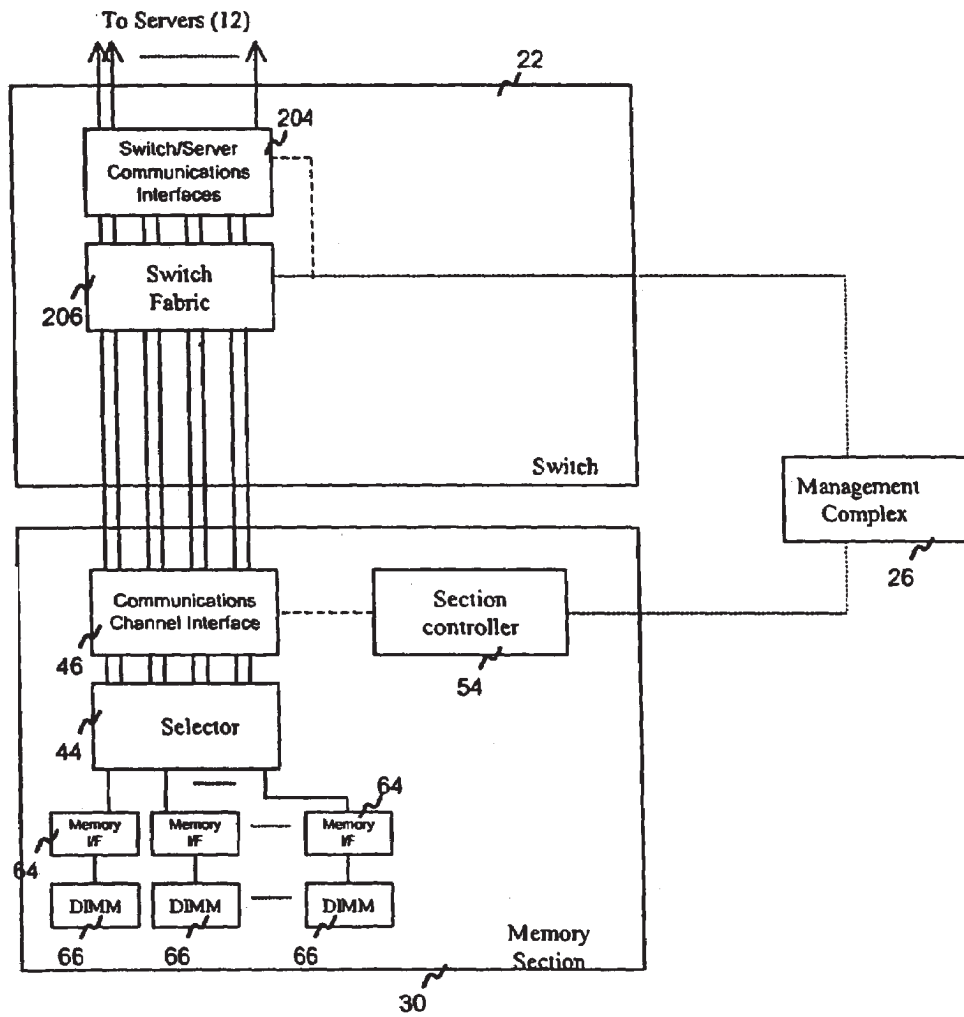 To Servers (12)
22
204
Switch/Server
Communications
Interfaces
Switch
Fabric
206
Switch
Management
Complex
26
Communications
Channel Interface
46
Section
controller
54
Selector
44
64
Memory
I/F
Memory
I/F
Memory
I/F
64
DIMM
DIMM
DIMM
66
66
66
Memory
Section
30